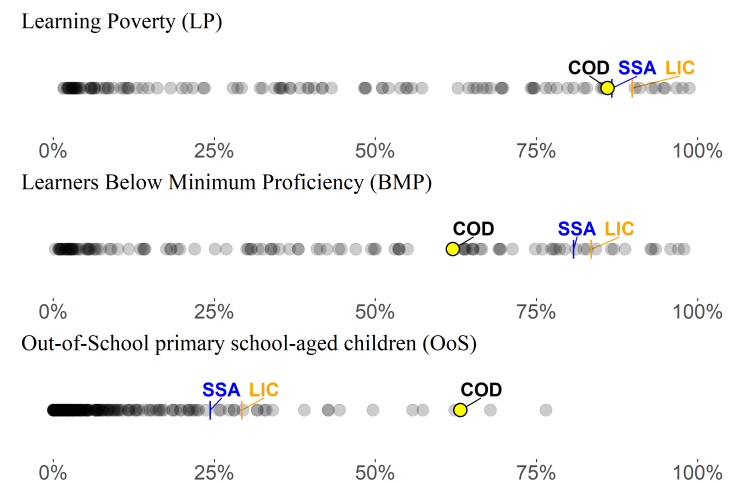 Learning Poverty (LP)
COD SSA LIC
0% 25% 50% 75% 100%
Learners Below Minimum Proficiency (BMP)
COD SSA LIC
0% 25% 50% 75% 100%
Out-of-School primary school-aged children (OoS)
SSA LIC COD
0% 25% 50% 75% 100%